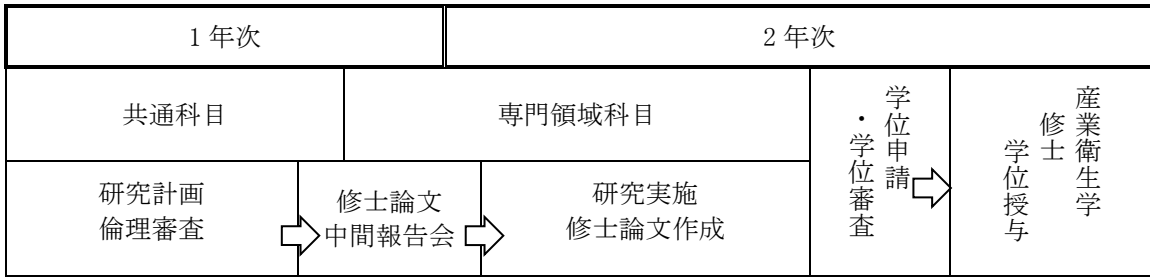 1年次
2年次
共通科目
専門領域科目
研究計画
倫理審査
修士論文
中間報告会
研究実施
修士論文作成
学位申請
・学位審査
産業衛生学
修士
学位授与